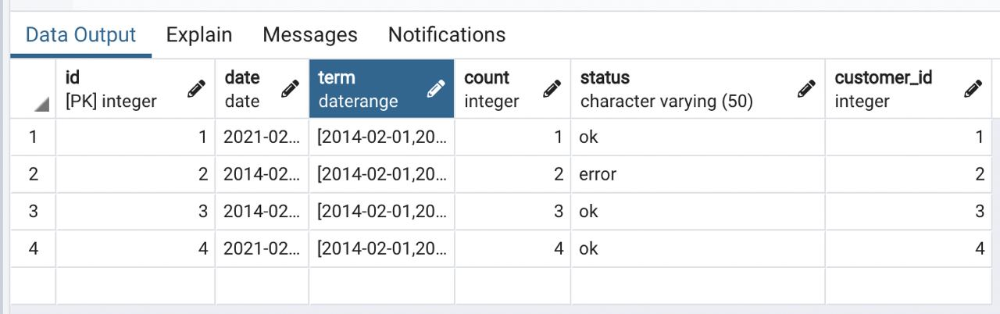 Data Output Explain Messages Notifications
id date term count status customer_id
[PK] integer date daterange integer character varying (50) integer
1 1 2021-02... [2014-02-01,20... 1 ok 1
2 2 2014-02... [2014-02-01,20... 2 error 2
3 3 2014-02... [2014-02-01,20... 3 ok 3
4 4 2021-02... [2014-02-01,20... 4 ok 4